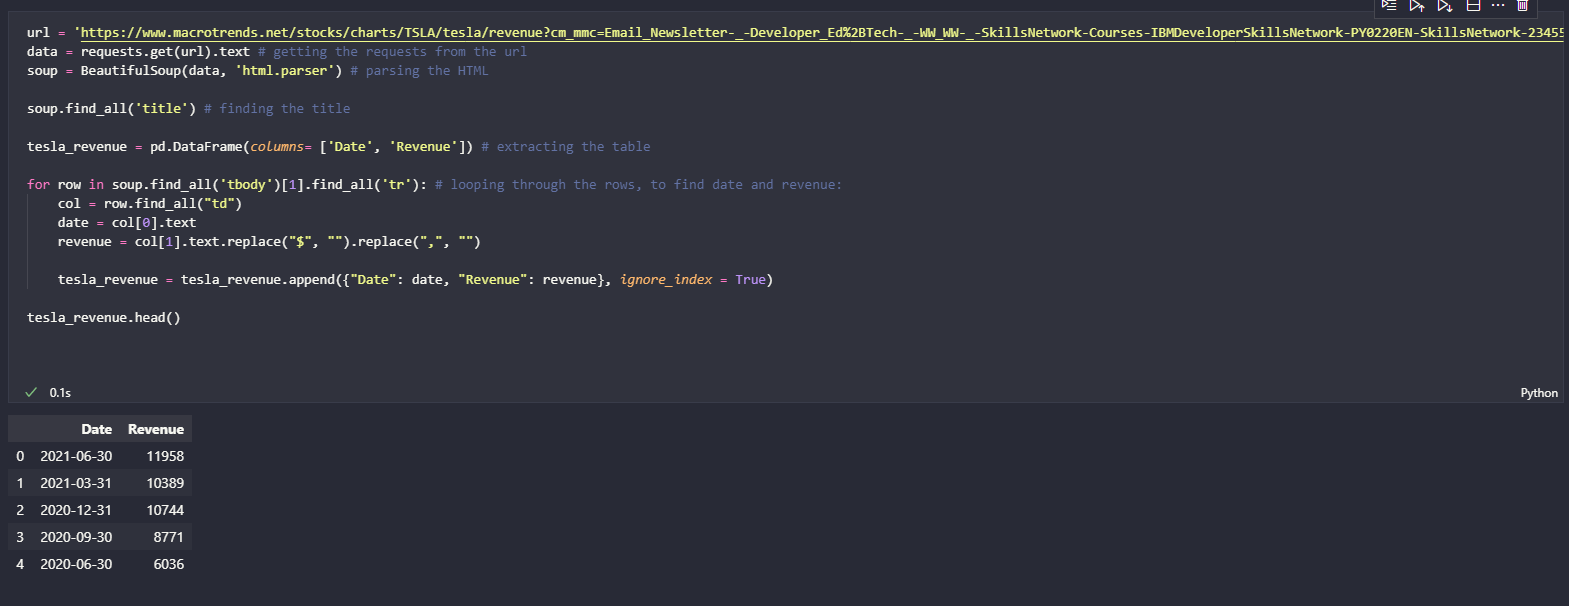 url = 'https://www.macrotrends.net/stocks/charts/TSLA/tesla/revenue?cm_mmc=Email_Newsletter-_-Developer_Ed%2BTech-_-WW_WW-_-SkillsNetwork-Courses-IBMDeveloperSkillsNetwork-PY0220EN-SkillsNetwork-23455
data = requests.get(url).text # getting the requests from the url
soup = BeautifulSoup(data, 'html.parser') # parsing the HTML
soup.find_all('title') # finding the title
tesla_revenue = pd.DataFrame(columns= ['Date', 'Revenue']) # extracting the table
for row in soup.find_all('tbody')[1].find_all('tr'): # looping through the rows, to find date and revenue:
col = row.find_all("td")
date = col[0].text
revenue = col[1].text.replace("$", "").replace(",", "")
tesla_revenue = tesla_revenue.append({"Date": date, "Revenue": revenue}, ignore_index = True)
tesla_revenue.head()
0.1s
Python
Date Revenue
0 2021-06-30 11958
1 2021-03-31 10389
2 2020-12-31 10744
3 2020-09-30 8771
4 2020-06-30 6036